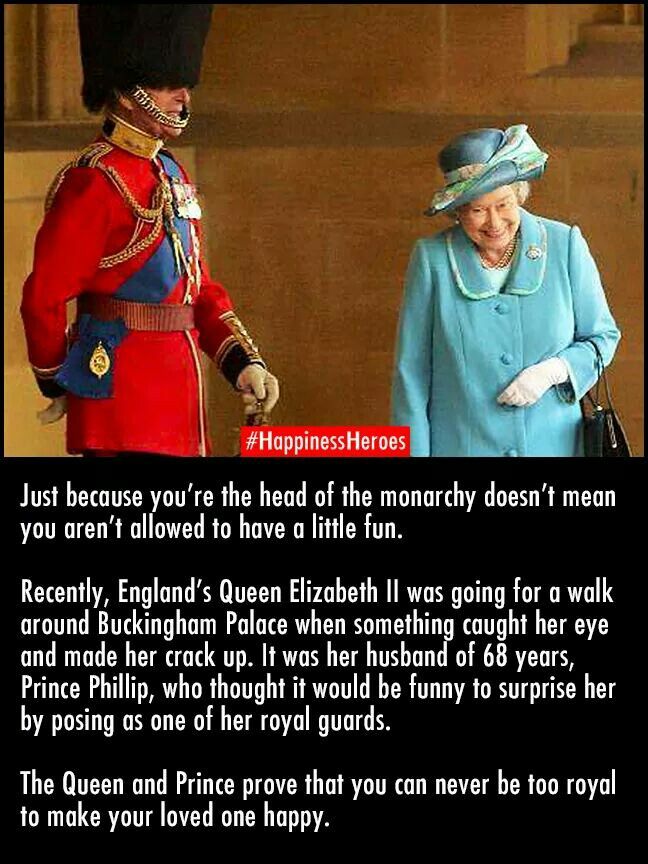 #HappinessHeroes
Just because you're the head of the monarchy doesn't mean
you aren't allowed to have a little fun.
Recently, England's Queen Elizabeth II was going for a walk
around Buckingham Palace when something caught her eye
and made her crack up. It was her husband of 68 years,
Prince Phillip, who thought it would be funny to surprise her
by posing as one of her royal guards.
The Queen and Prince prove that you can never be too royal
to make your loved one happy.